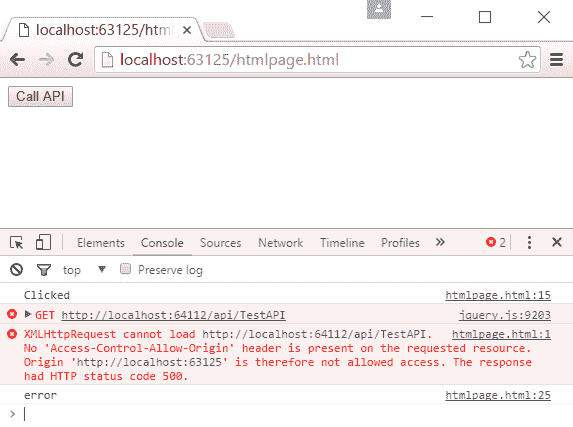 localhost:63125/html
localhost:63125/htmlpage.html
Call API
Elements Console Sources Network Timeline Profiles » 2
top Preserve log
Clicked htmlpage.html:15
GET http://localhost:64112/api/TestAPI jquery.js:9203
XMLHttpRequest cannot load http://localhost:64112/api/TestAPI. htmlpage.html:1
No 'Access-Control-Allow-Origin' header is present on the requested resource.
Origin 'http://localhost:63125' is therefore not allowed access. The response
had HTTP status code 500.
error htmlpage.html:25
>